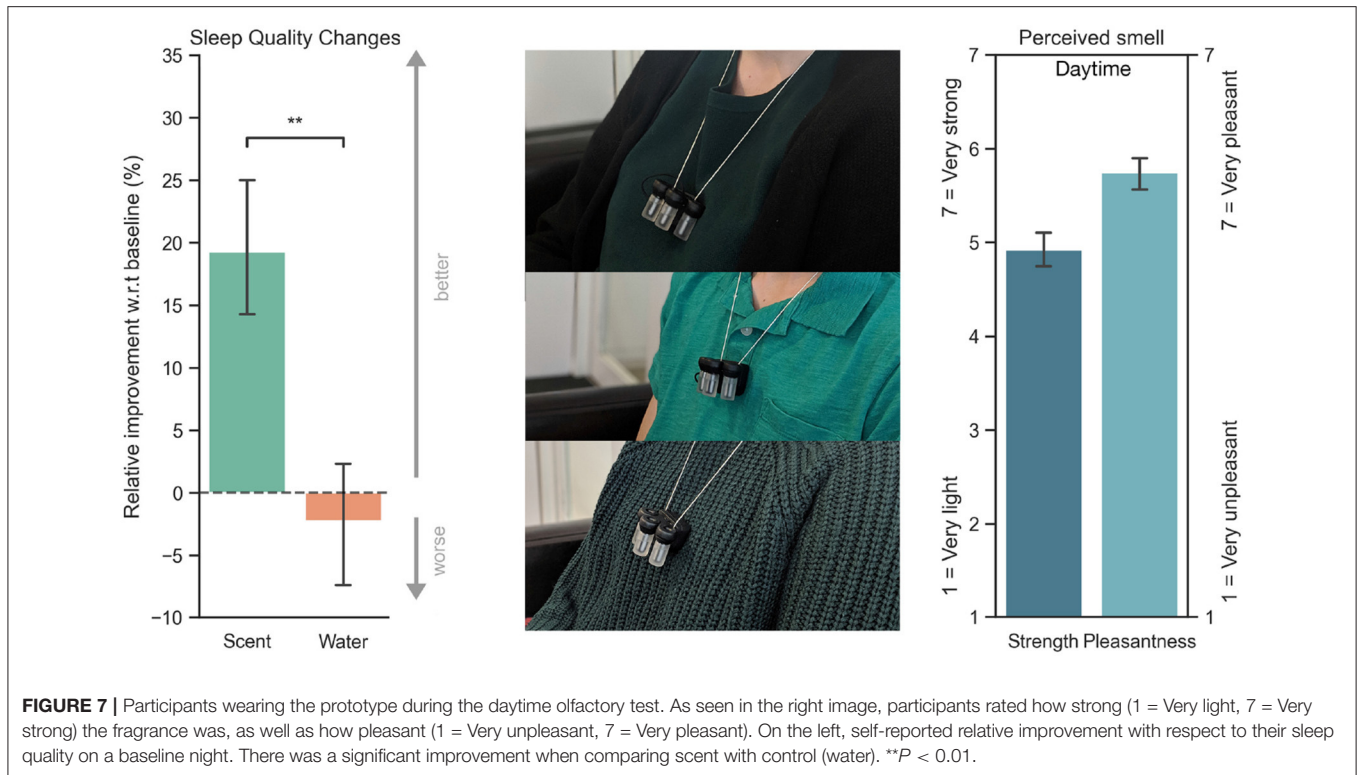 Sleep Quality Changes
35
30
25
20
15
10
5
0
−5
−10
Relative improvement w.r.t baseline (%)
**
better
worse
Scent Water
Perceived smell
Daytime
7
6
5
4
3
2
1
7 = Very strong
1 = Very light
7
1
7 = Very pleasant
1 = Very unpleasant
Strength Pleasantness
FIGURE 7 | Participants wearing the prototype during the daytime olfactory test. As seen in the right image, participants rated how strong (1 = Very light, 7 = Very
strong) the fragrance was, as well as how pleasant (1 = Very unpleasant, 7 = Very pleasant). On the left, self-reported relative improvement with respect to their sleep
quality on a baseline night. There was a significant improvement when comparing scent with control (water). **P < 0.01.